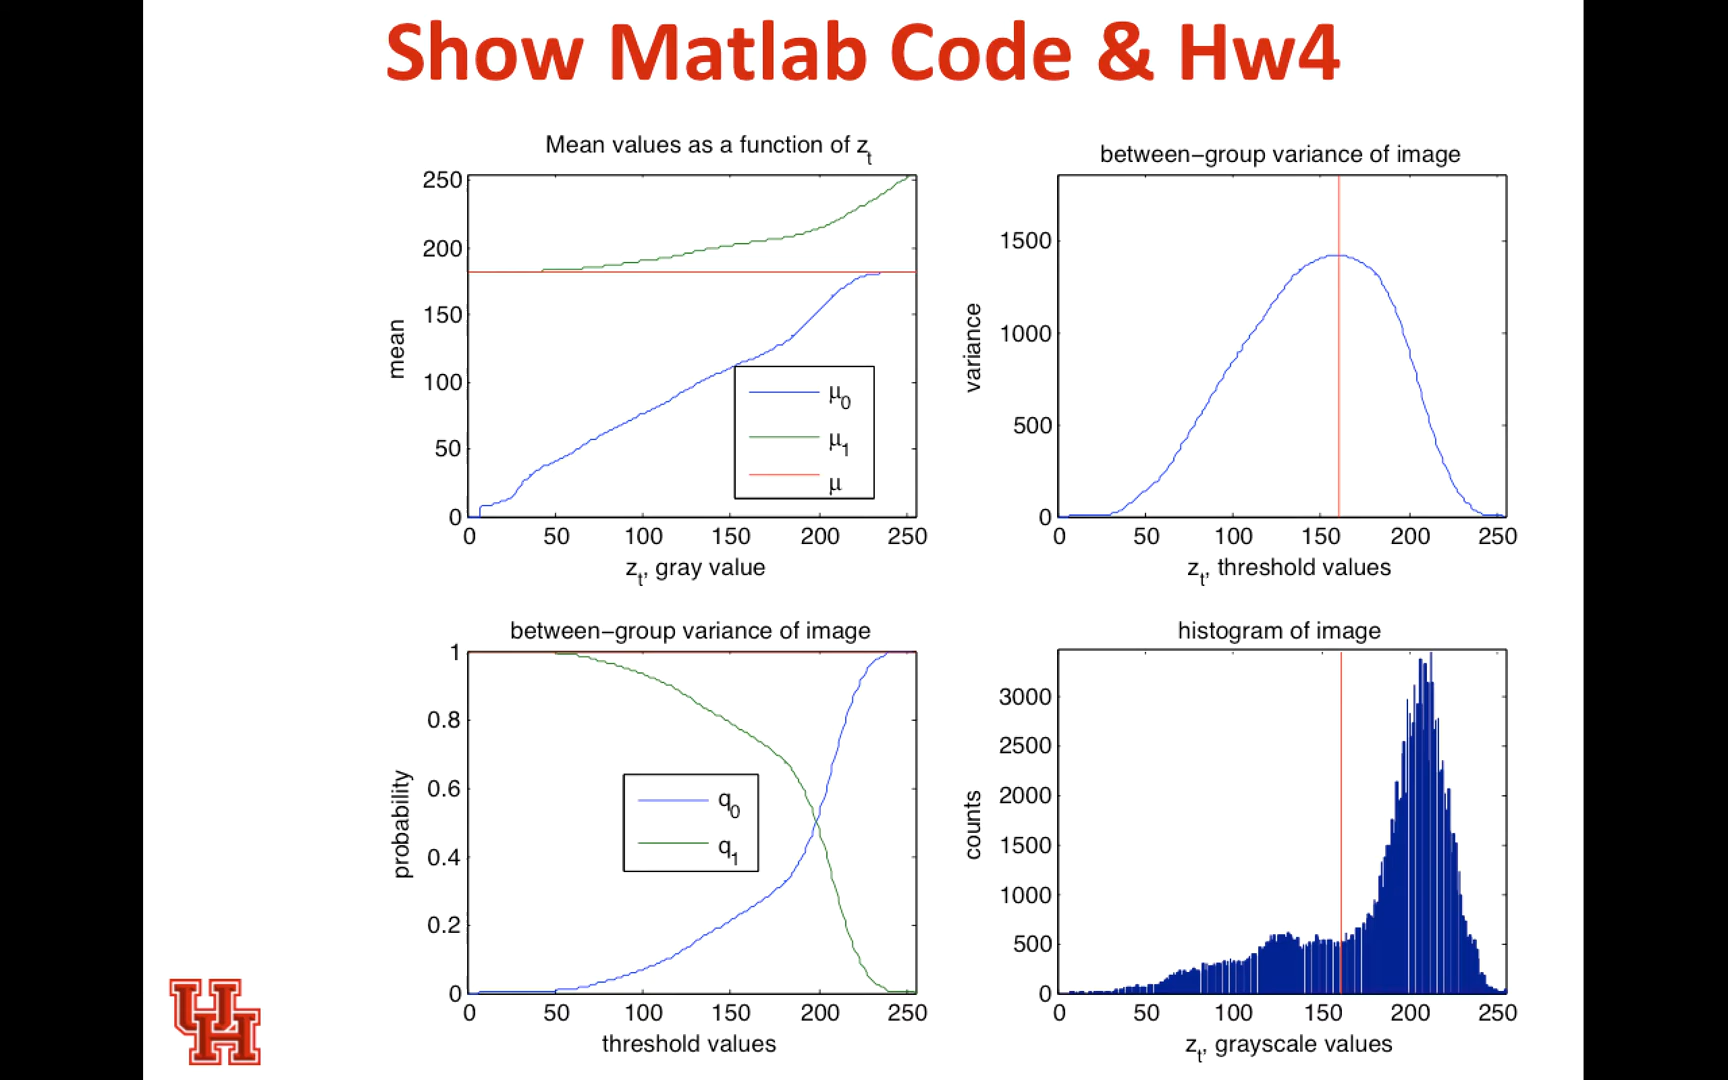 Show Matlab Code & Hw4
Mean values as a function of zt
250
200
150
100
50
0
mean
μ0
μ1
μ
0 50 100 150 200 250
zt, gray value
between-group variance of image
1500
1000
500
0
variance
0 50 100 150 200 250
zt, threshold values
between-group variance of image
1
0.8
0.6
0.4
0.2
0
probability
q0
q1
0 50 100 150 200 250
threshold values
histogram of image
3000
2500
2000
1500
1000
500
0
counts
0 50 100 150 200 250
zt, grayscale values
UH